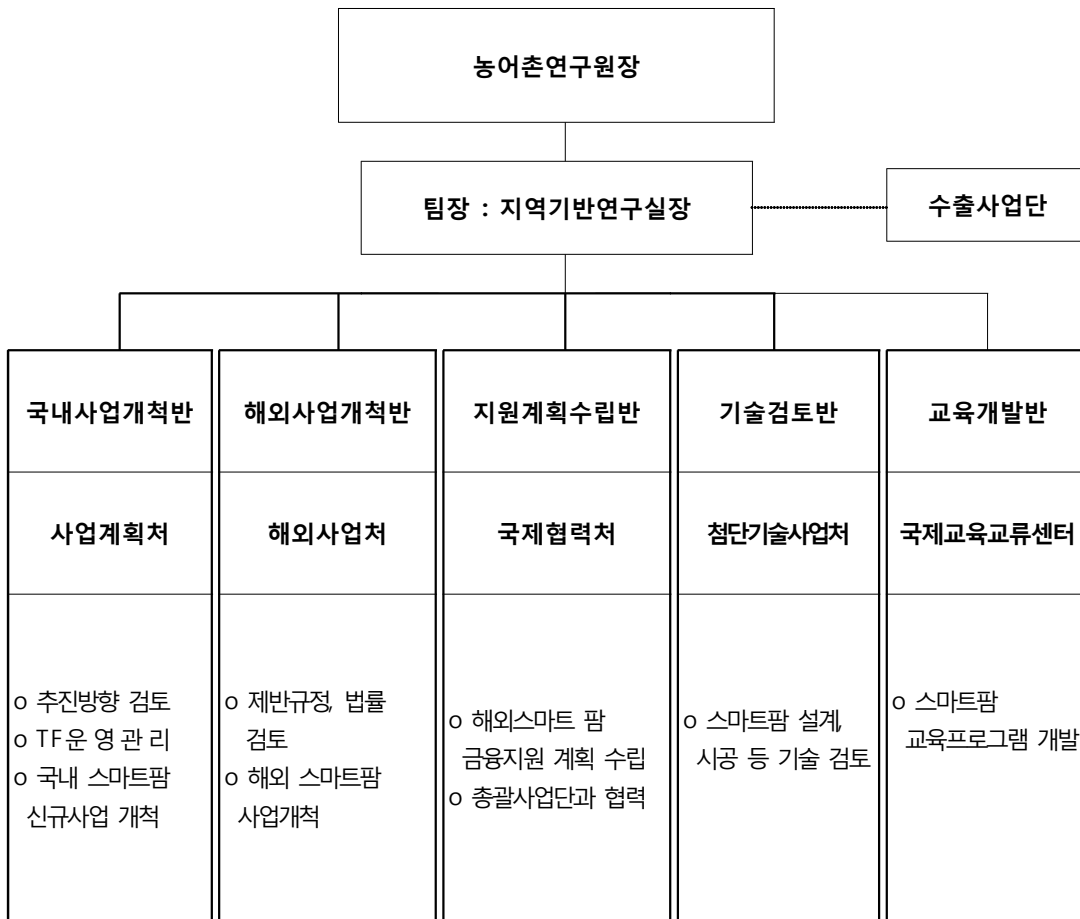 농어촌연구원장
팀장 : 지역기반연구실장
수출사업단
국내사업개척반
해외사업개척반
지원계획수립반
기술검토반
교육개발반
사업계획처
해외사업처
국제협력처
첨단기술사업처
국제교육교류센터
o 추진방향 검토
o TF운영관리
o 국내 스마트팜
신규사업 개척
o 제반규정, 법률
검토
o 해외 스마트팜
사업개척
o 해외스마트 팜
금융지원 계획 수립
o 총괄사업단과 협력
o 스마트팜 설계,
시공 등 기술 검토
o 스마트팜
교육프로그램 개발